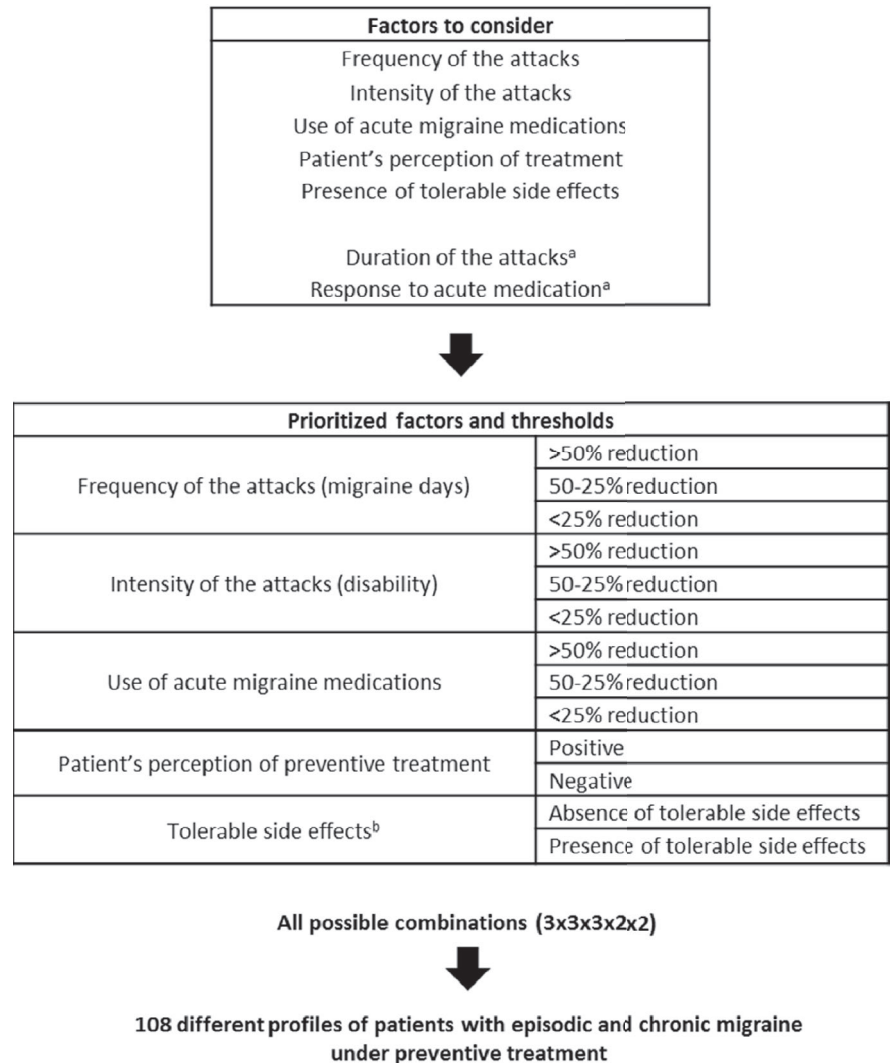 Factors to consider
Frequency of the attacks
Intensity of the attacks
Use of acute migraine medications
Patient's perception of treatment
Presence of tolerable side effects
Duration of the attacksᵃ
Response to acute medicationᵃ
Prioritized factors and thresholds
Frequency of the attacks (migraine days)
>50% reduction
50-25% reduction
<25% reduction
Intensity of the attacks (disability)
>50% reduction
50-25% reduction
<25% reduction
Use of acute migraine medications
>50% reduction
50-25% reduction
<25% reduction
Patient's perception of preventive treatment
Positive
Negative
Tolerable side effectsᵇ
Absence of tolerable side effects
Presence of tolerable side effects
All possible combinations (3x3x3x2x2)
108 different profiles of patients with episodic and chronic migraine
under preventive treatment